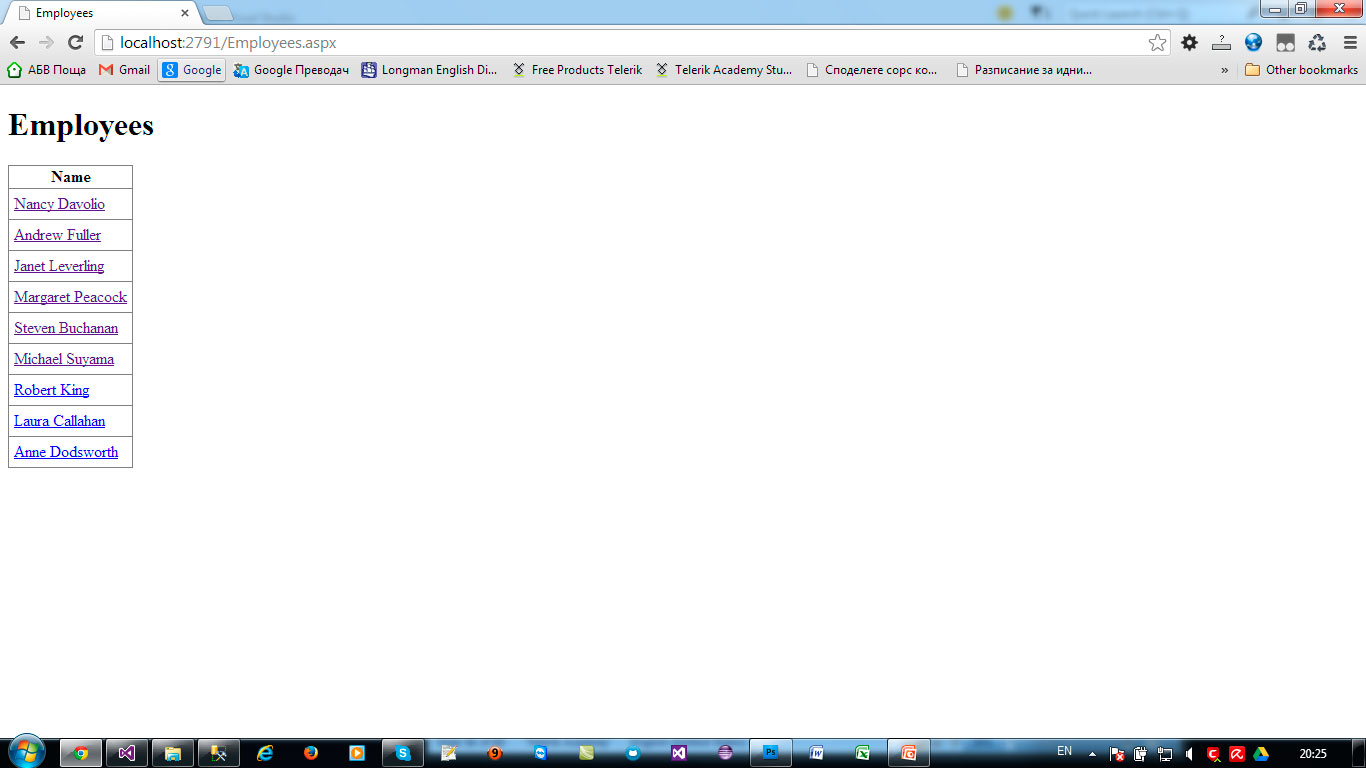 Employees
localhost:2791/Employees.aspx
АБВ Поща Gmail Google Google Преводач Longman English Di... Free Products Telerik Telerik Academy Stu... Споделете сорс ко... Разписание за идни... » Other bookmarks
Employees
Name
Nancy Davolio
Andrew Fuller
Janet Leverling
Margaret Peacock
Steven Buchanan
Michael Suyama
Robert King
Laura Callahan
Anne Dodsworth
EN 20:25